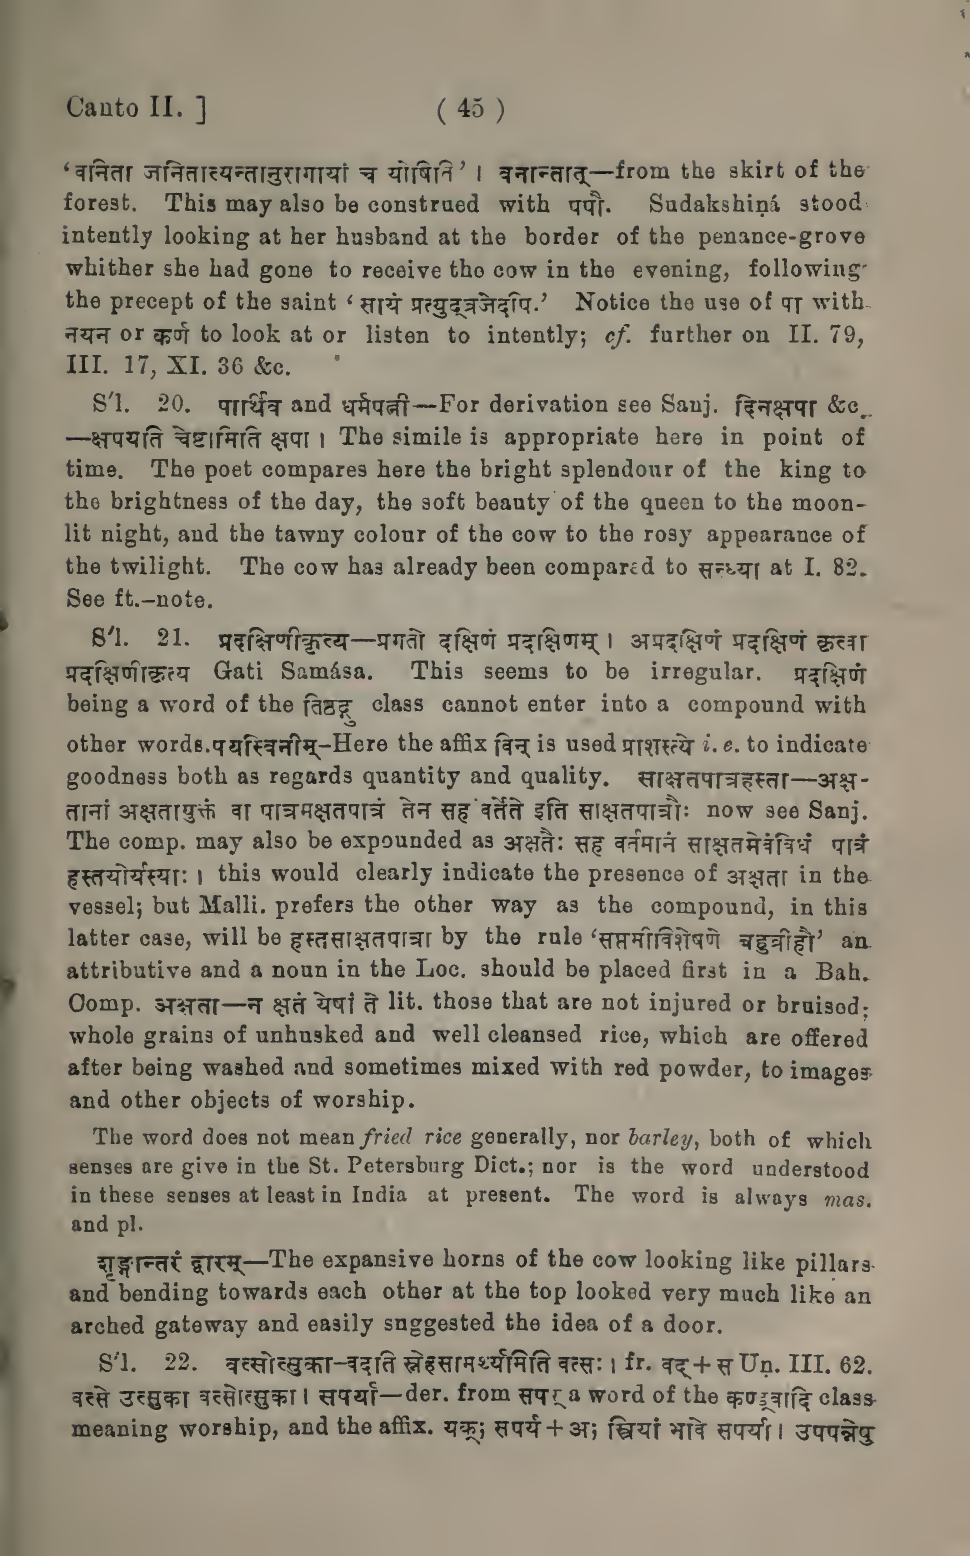 Canto II. ] ( 45 )
‘वनिता जनितात्यन्तानुरागायां च योषिति’ । वनान्तात्—from the skirt of the
forest. This may also be construed with पपौ. Sudakshiṇá stood
intently looking at her husband at the border of the penance-grove
whither she had gone to receive the cow in the evening, following
the precept of the saint ‘ सायं प्रत्युद्व्रजेदपि.’ Notice the use of पा with
नयन or कर्ण to look at or listen to intently; cf. further on II. 79,
III. 17, XI. 36 &c.
S'l. 20. पार्थिव and धर्मपत्नी—For derivation see Sanj. दिनक्षपा &c.
—क्षपयति चेष्टामिति क्षपा । The simile is appropriate here in point of
time. The poet compares here the bright splendour of the king to
the brightness of the day, the soft beauty of the queen to the moon-
lit night, and the tawny colour of the cow to the rosy appearance of
the twilight. The cow has already been compared to सन्ध्या at I. 82.
See ft.-note.
S'l. 21. प्रदक्षिणीकृत्य—प्रगतो दक्षिणं प्रदक्षिणम् । अप्रदक्षिणं प्रदक्षिणं कृत्वा
प्रदक्षिणीकृत्य Gati Samása. This seems to be irregular. प्रदक्षिणं
being a word of the तिष्ठद्गु class cannot enter into a compound with
other words. पयस्विनीम्-Here the affix विन् is used प्राशस्त्ये i. e. to indicate
goodness both as regards quantity and quality. साक्षतपात्रहस्ता—अक्ष-
तानां अक्षतायुक्तं वा पात्रमक्षतपात्रं तेन सह वर्तेते इति साक्षतपात्रौः now see Sanj.
The comp. may also be expounded as अक्षतैः सह वर्तमानं साक्षतमेवंविधं पात्रं
हस्तयोर्यस्याः । this would clearly indicate the presence of अक्षता in the
vessel; but Malli. prefers the other way as the compound, in this
latter case, will be हस्तसाक्षतपात्रा by the rule ‘सप्तमीविशेषणे बहुव्रीहौ’ an
attributive and a noun in the Loc. should be placed first in a Bah.
Comp. अक्षता—न क्षतं येषां ते lit. those that are not injured or bruised;
whole grains of unhusked and well cleansed rice, which are offered
after being washed and sometimes mixed with red powder, to images
and other objects of worship.
The word does not mean fried rice generally, nor barley, both of which
senses are give in the St. Petersburg Dict.; nor is the word understood
in these senses at least in India at present. The word is always mas.
and pl.
शृङ्गान्तरं द्वारम्—The expansive horns of the cow looking like pillars
and bending towards each other at the top looked very much like an
arched gateway and easily suggested the idea of a door.
S'l. 22. वत्सोत्सुका-वदति स्नेहसामर्थ्यमिति वत्सः । fr. वद् + स Uṇ. III. 62.
वत्से उत्सुका वत्सोत्सुका । सपर्या—der. from सपर् a word of the कण्ड्वादि class
meaning worship, and the affix. यक्; सपर्य + अ; स्त्रियां भावे सपर्या । उपपन्नेषु